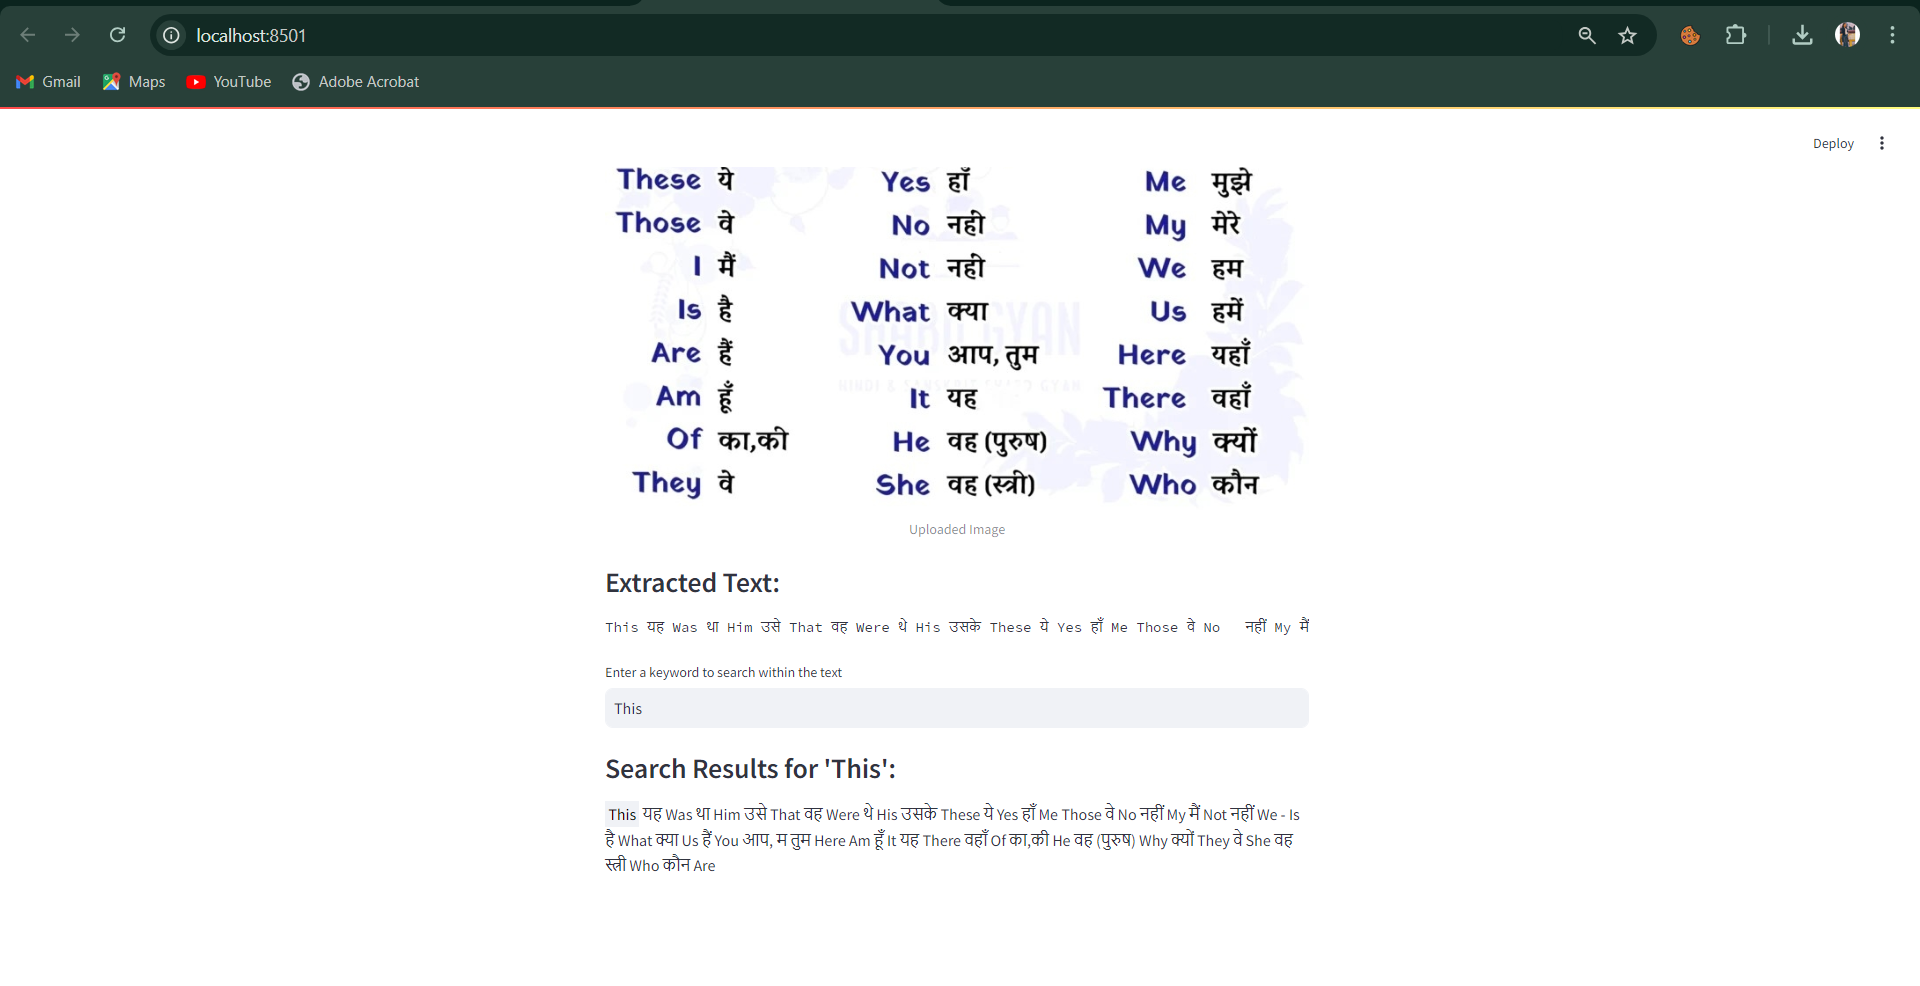 localhost:8501
Gmail Maps YouTube Adobe Acrobat
Deploy
These ये Yes हाँ Me मुझे
Those वे No नहीं My मेरे
I मैं Not नहीं We हम
Is है What क्या Us हमें
Are हैं You आप, तुम Here यहाँ
Am हूँ It यह There वहाँ
Of का,की He वह (पुरुष) Why क्यों
They वे She वह (स्त्री) Who कौन
SHABD GYAN
HINDI & SANSKRIT SHABD GYAN
Uploaded Image
Extracted Text:
This यह Was था Him उसे That वह Were थे His उसके These ये Yes हाँ Me Those वे No नहीं My मैं
Enter a keyword to search within the text
This
Search Results for 'This':
This यह Was था Him उसे That वह Were थे His उसके These ये Yes हाँ Me Those वे No नहीं My मैं Not नहीं We - Is
है What क्या Us हैं You आप, म तुम Here Am हूँ It यह There वहाँ Of का,की He वह (पुरुष) Why क्यों They वे She वह
स्त्री Who कौन Are